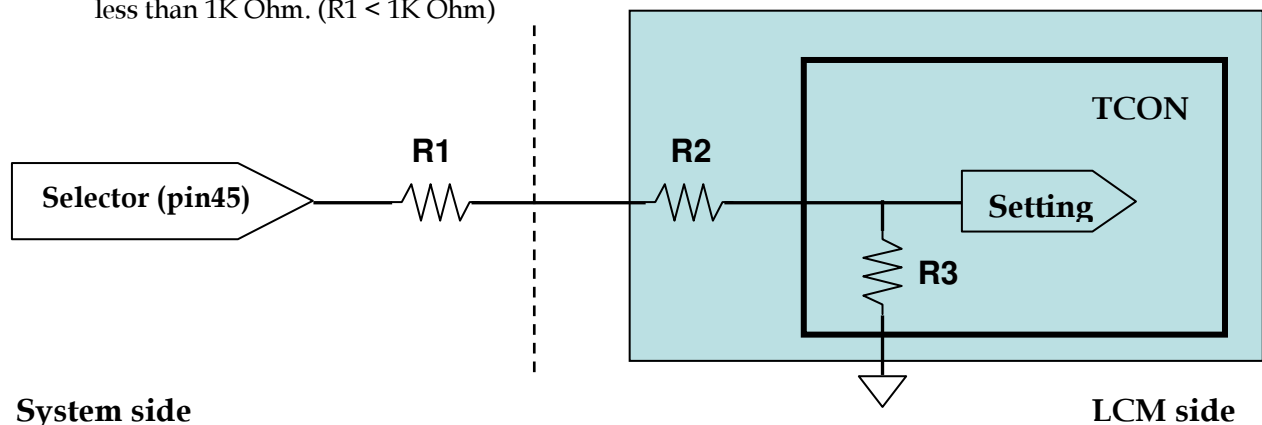 less than 1K Ohm. (R1 < 1K Ohm)
TCON
R1
R2
Selector (pin45)
Setting
R3
System side
LCM side